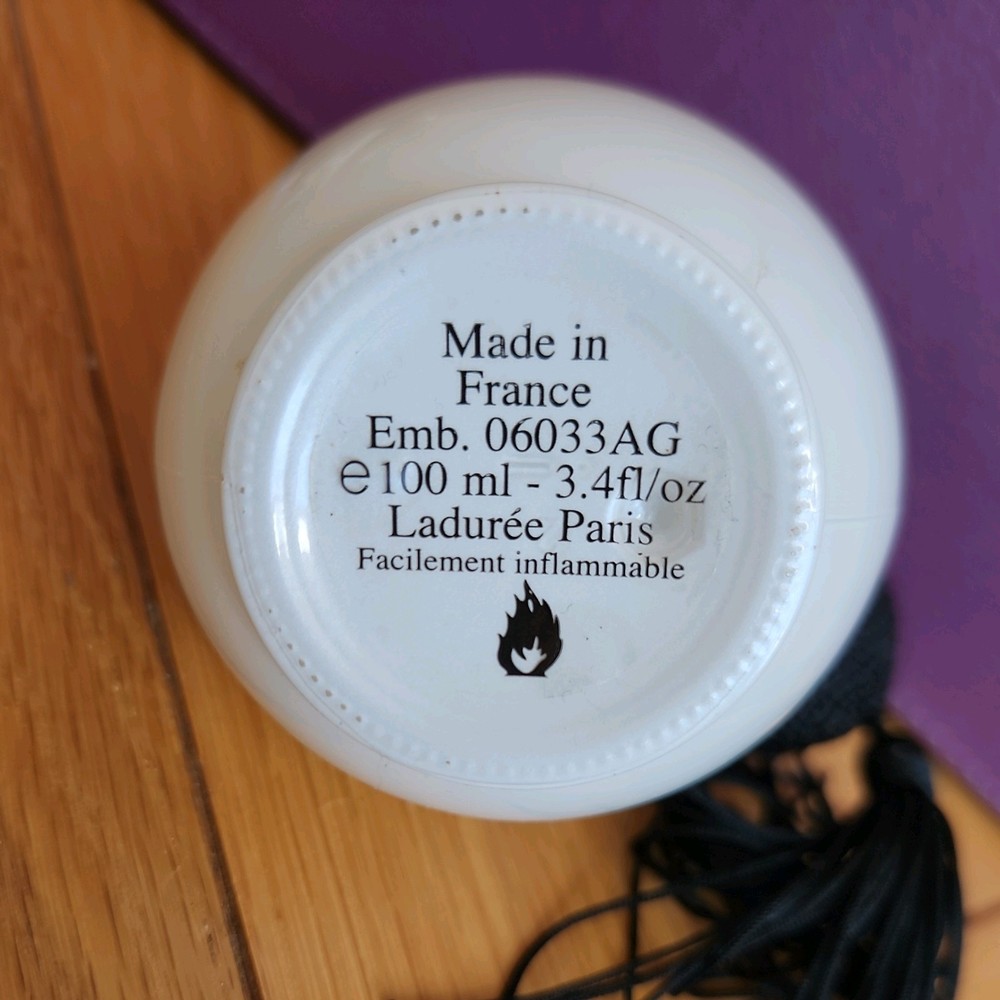 Made in
France
Emb. 06033AG
℮100 ml - 3.4fl/oz
Ladurée Paris
Facilement inflammable